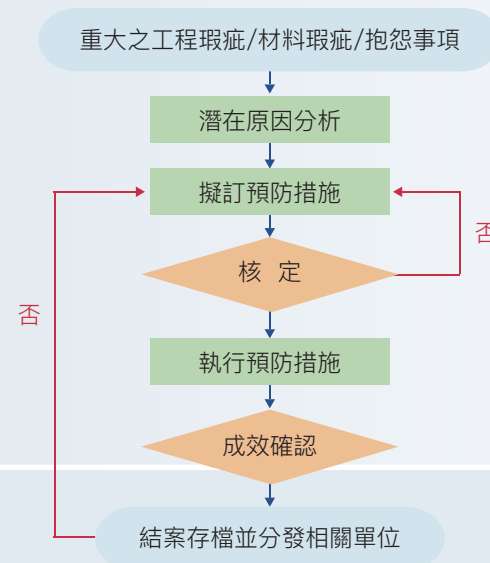 重大之工程瑕疵/材料瑕疵/抱怨事項
潛在原因分析
擬訂預防措施
否
核 定
否
執行預防措施
成效確認
結案存檔並分發相關單位